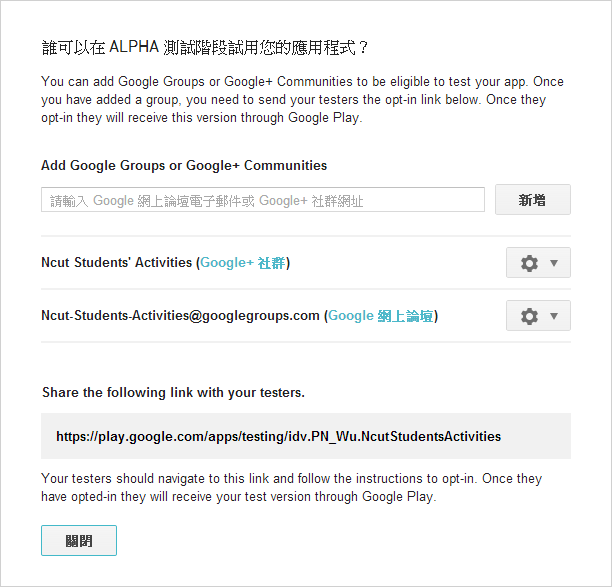 誰可以在 ALPHA 測試階段試用您的應用程式？
You can add Google Groups or Google+ Communities to be eligible to test your app. Once
you have added a group, you need to send your testers the opt-in link below. Once they
opt-in they will receive this version through Google Play.
Add Google Groups or Google+ Communities
請輸入 Google 網上論壇電子郵件或 Google+ 社群網址
新增
Ncut Students' Activities (Google+ 社群)
Ncut-Students-Activities@googlegroups.com (Google 網上論壇)
Share the following link with your testers.
https://play.google.com/apps/testing/idv.PN_Wu.NcutStudentsActivities
Your testers should navigate to this link and follow the instructions to opt-in. Once they
have opted-in they will receive your test version through Google Play.
關閉